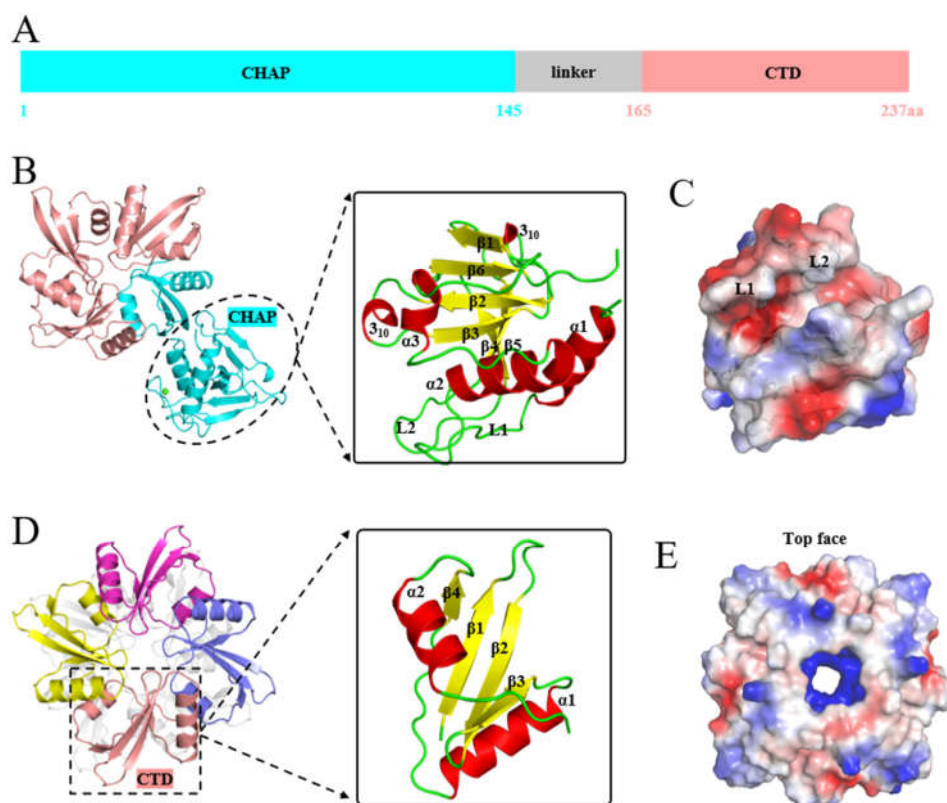 A
CHAP linker CTD
1 145 165 237aa
B
CHAP
β1 3₁₀
β6
β2
3₁₀ α3 β3 β4 β5 α1
α2
L2 L1
C
L1 L2
D
CTD
α2 β4
β1
β2
β3
α1
E
Top face